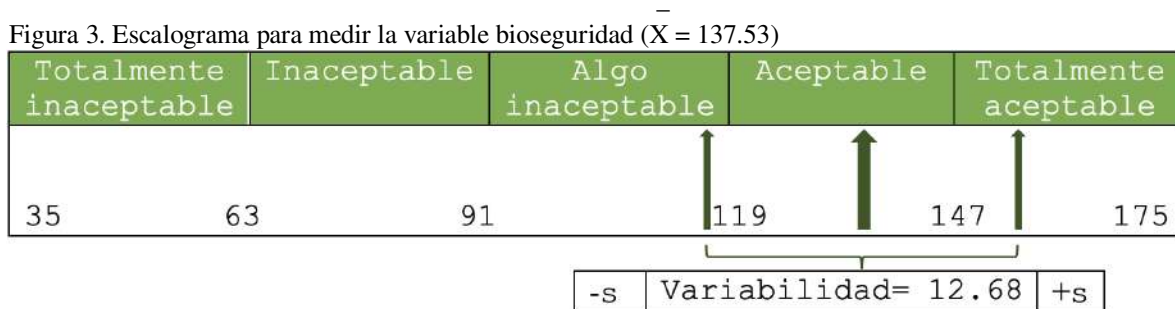 Figura 3. Escalograma para medir la variable bioseguridad (X̅ = 137.53)
Totalmente Inaceptable Algo Aceptable Totalmente
inaceptable inaceptable aceptable
35 63 91 119 147 175
-s Variabilidad= 12.68 +s